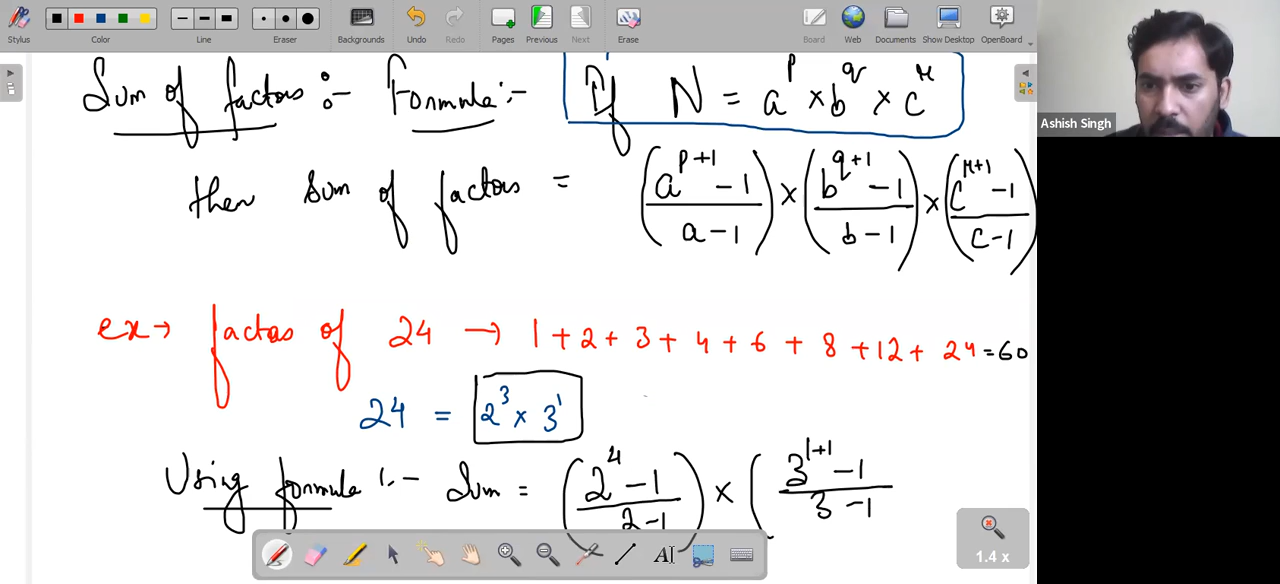 Stylus Color Line Eraser Backgrounds Undo Redo Pages Previous Next Erase Board Web Documents Show Desktop OpenBoard
Sum of factors :- Formula :- If N = a^p × b^q × c^r
Ashish Singh
then sum of factors = (a^(p+1) - 1 / a - 1) × (b^(q+1) - 1 / b - 1) × (c^(r+1) - 1 / c - 1)
ex → factos of 24 → 1 + 2 + 3 + 4 + 6 + 8 + 12 + 24 = 60
24 = 2^3 × 3^1
Using formula :- Sum = (2^4 - 1 / 2 - 1) × (3^(1+1) - 1 / 3 - 1
1.4 x